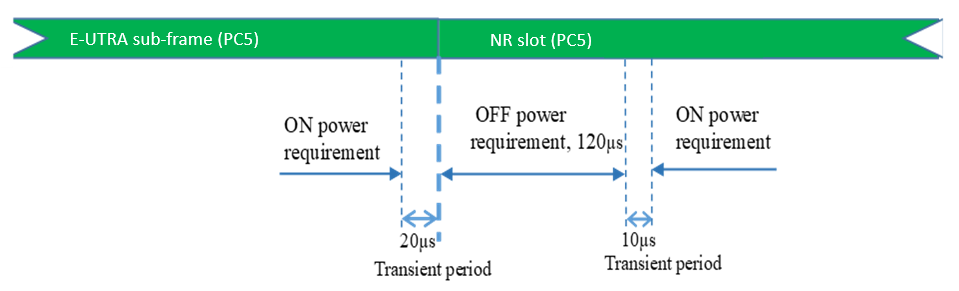 E-UTRA sub-frame (PC5)
NR slot (PC5)
ON power
requirement
OFF power
requirement, 120µs
ON power
requirement
20µs
Transient period
10µs
Transient period